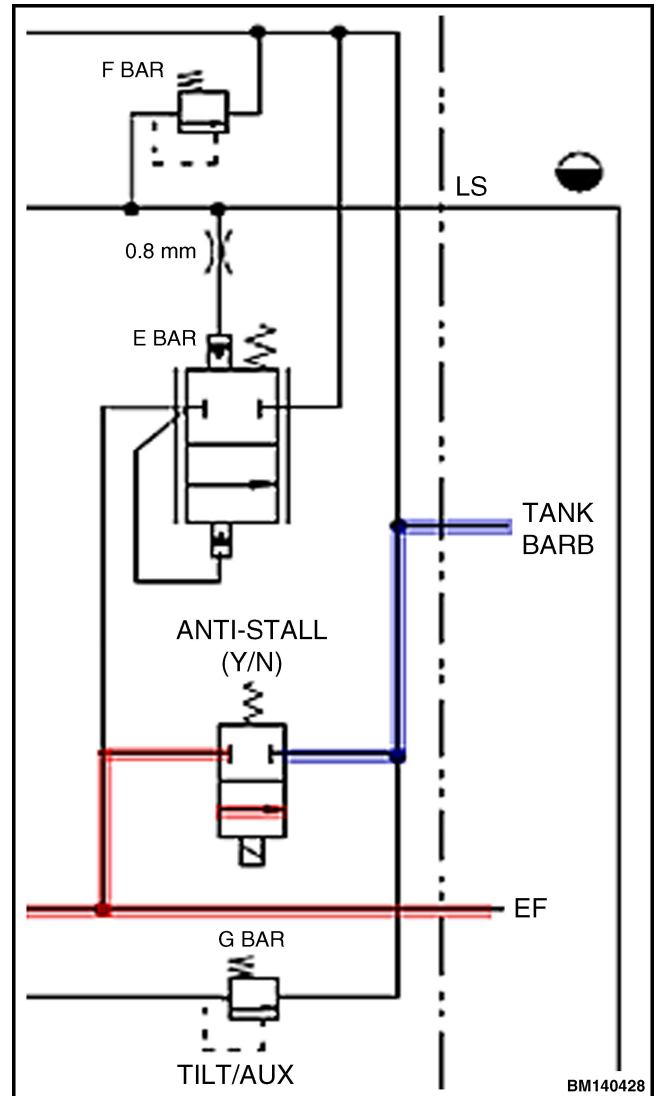 F BAR
LS
0.8 mm
E BAR
TANK
BARB
ANTI-STALL
(Y/N)
EF
G BAR
TILT/AUX
BM140428